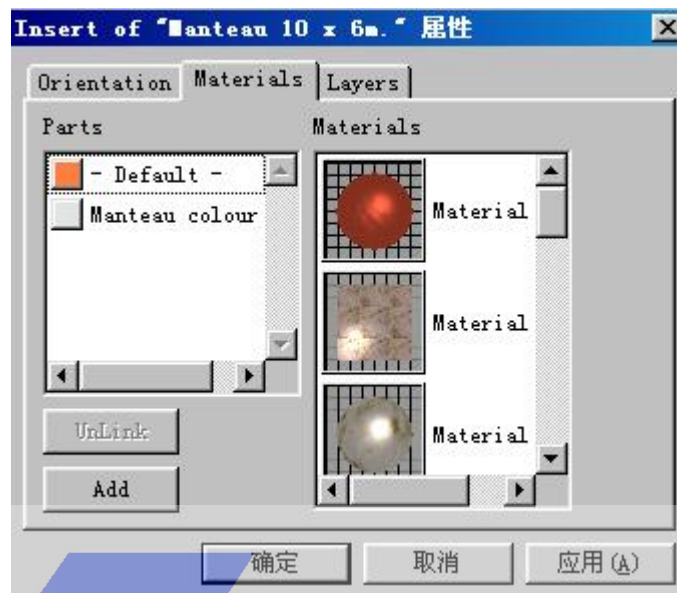 Insert of "Manteau 10 x 6m." 属性
Orientation Materials Layers
Parts
Materials
- Default -
Manteau colour
Material
Material
Material
UnLink
Add
确定 取消 应用(A)